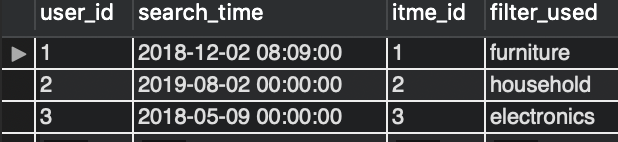 user_id search_time itme_id filter_used
1 2018-12-02 08:09:00 1 furniture
2 2019-08-02 00:00:00 2 household
3 2018-05-09 00:00:00 3 electronics